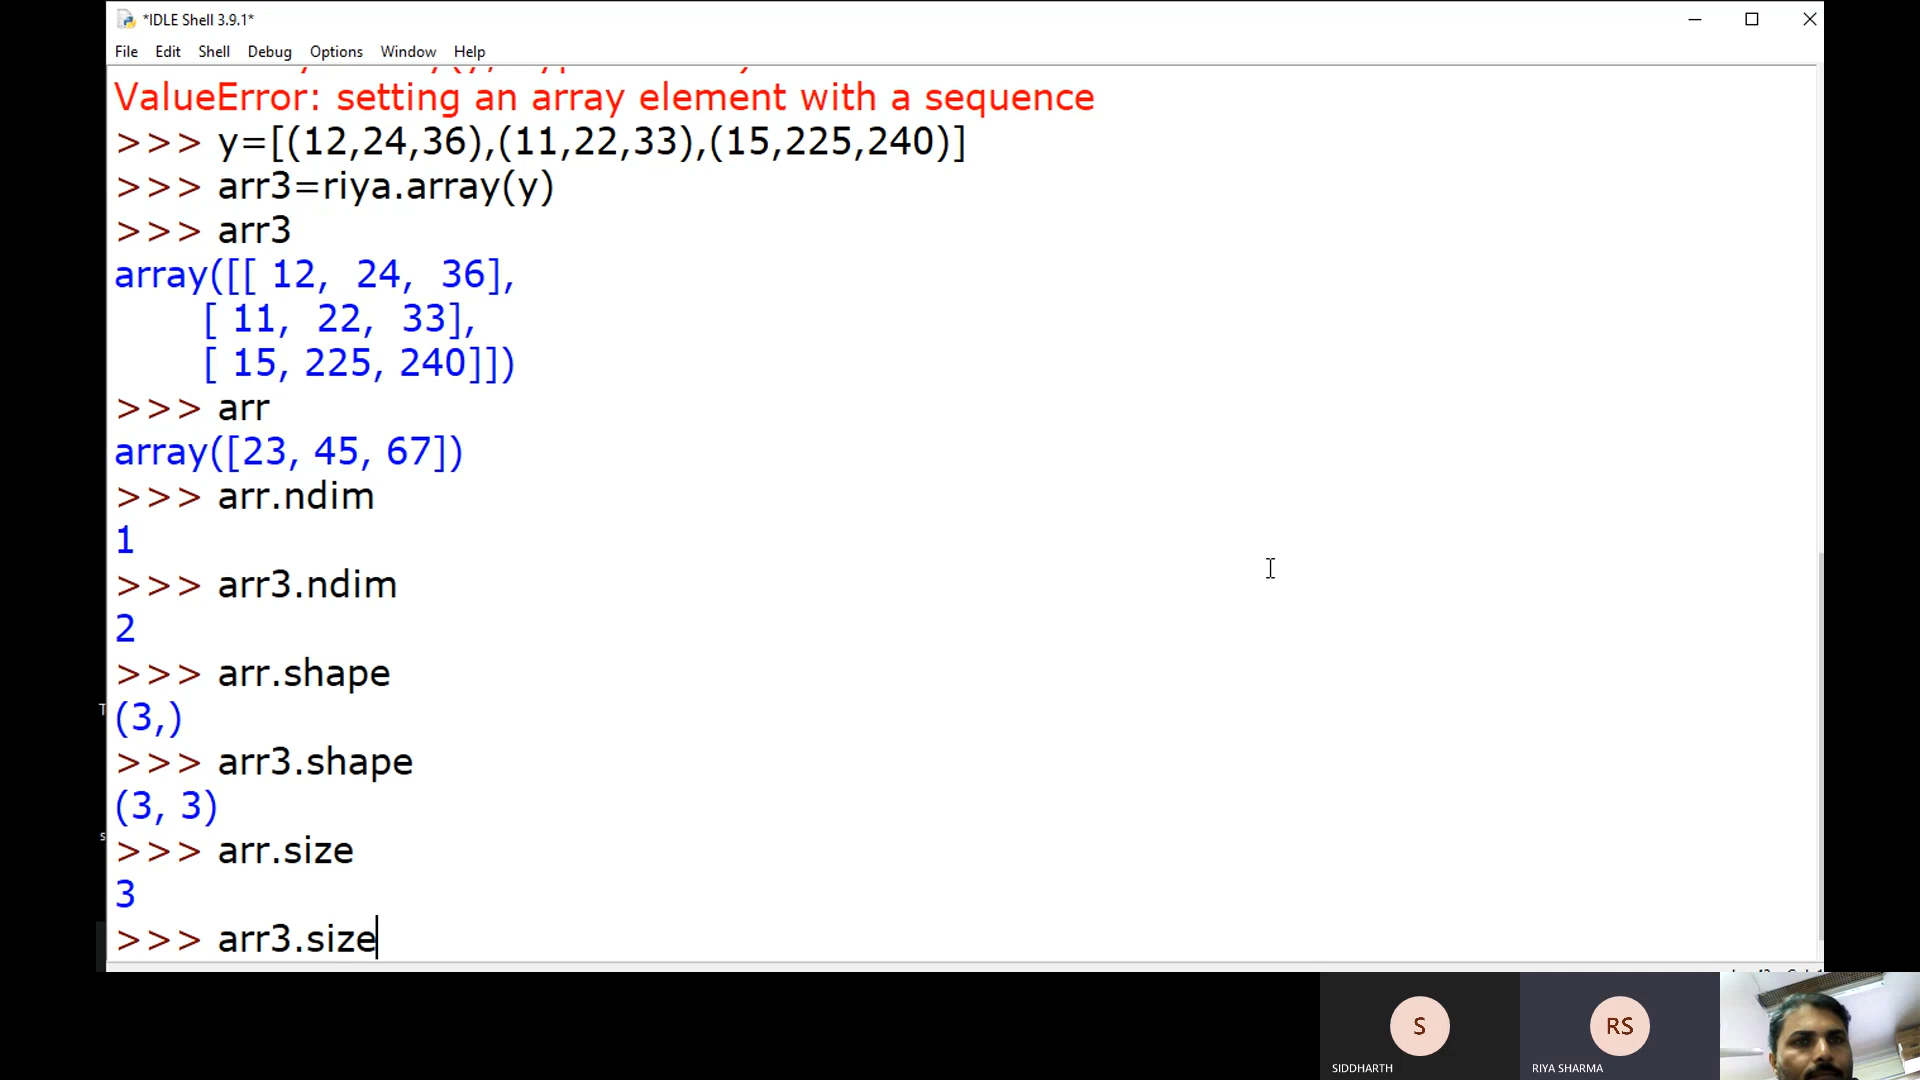 *IDLE Shell 3.9.1*
File Edit Shell Debug Options Window Help
ValueError: setting an array element with a sequence
>>> y=[(12,24,36),(11,22,33),(15,225,240)]
>>> arr3=riya.array(y)
>>> arr3
array([[ 12,  24,  36],
       [ 11,  22,  33],
       [ 15, 225, 240]])
>>> arr
array([23, 45, 67])
>>> arr.ndim
1
>>> arr3.ndim
2
>>> arr.shape
(3,)
>>> arr3.shape
(3, 3)
>>> arr.size
3
>>> arr3.size
S
SIDDHARTH
RS
RIYA SHARMA